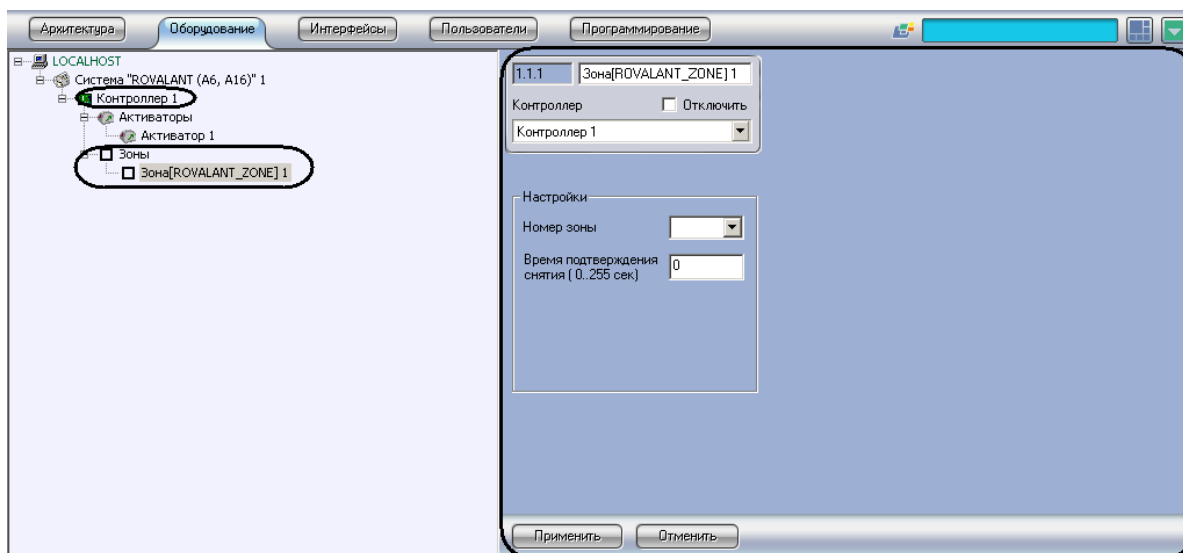 Архитектура Оборудование Интерфейсы Пользователи Программирование
LOCALHOST
Система "ROVALANT (A6, A16)" 1
Контроллер 1
Активаторы
Активатор 1
Зоны
Зона[ROVALANT_ZONE] 1
1.1.1 Зона[ROVALANT_ZONE] 1
Контроллер Отключить
Контроллер 1
Настройки
Номер зоны
Время подтверждения
снятия ( 0..255 сек) 0
Применить Отменить